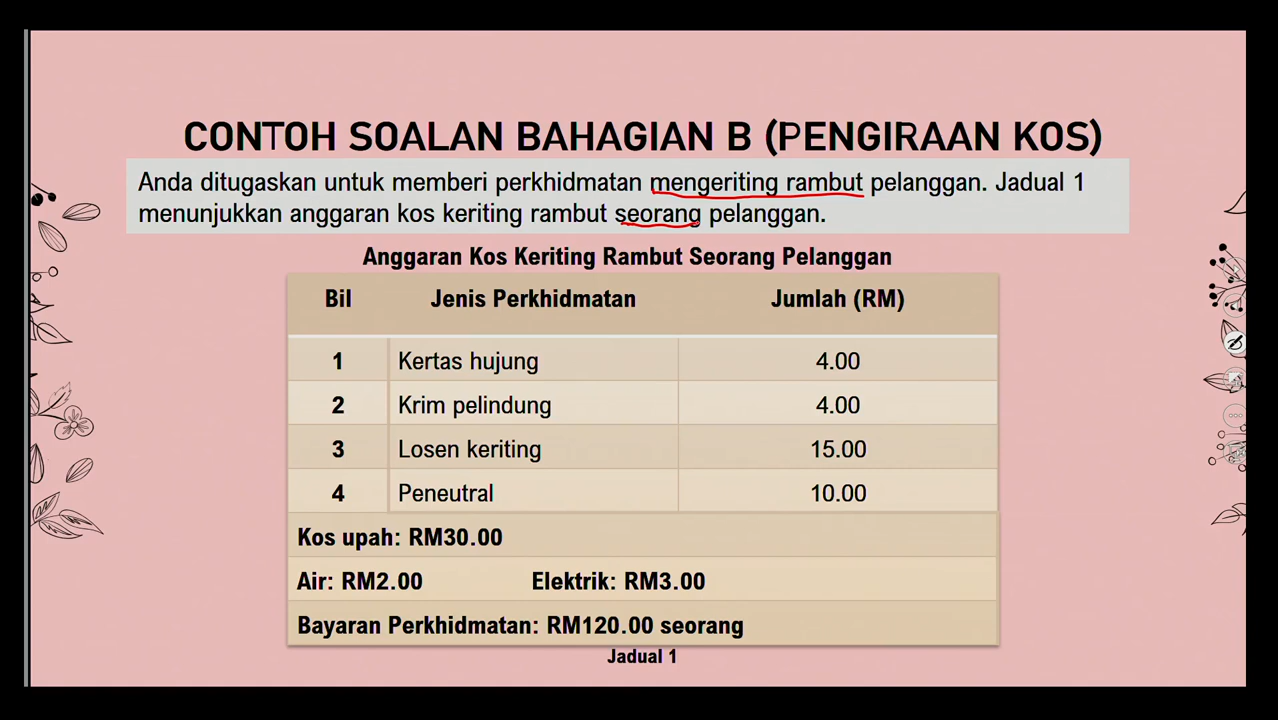 CONTOH SOALAN BAHAGIAN B (PENGIRAAN KOS)
Anda ditugaskan untuk memberi perkhidmatan mengeriting rambut pelanggan. Jadual 1
menunjukkan anggaran kos keriting rambut seorang pelanggan.
Anggaran Kos Keriting Rambut Seorang Pelanggan
Bil Jenis Perkhidmatan Jumlah (RM)
1 Kertas hujung 4.00
2 Krim pelindung 4.00
3 Losen keriting 15.00
4 Peneutral 10.00
Kos upah: RM30.00
Air: RM2.00 Elektrik: RM3.00
Bayaran Perkhidmatan: RM120.00 seorang
Jadual 1